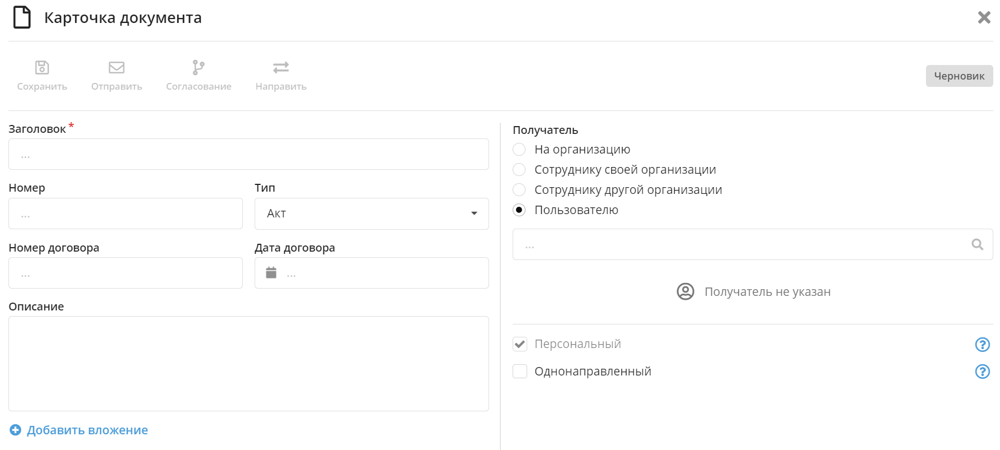 Карточка документа
Сохранить
Отправить
Согласование
Направить
Черновик
Заголовок *
...
Номер
...
Тип
Акт
Номер договора
...
Дата договора
...
Описание
Добавить вложение
Получатель
На организацию
Сотруднику своей организации
Сотруднику другой организации
Пользователю
...
Получатель не указан
Персональный
?
Однонаправленный
?